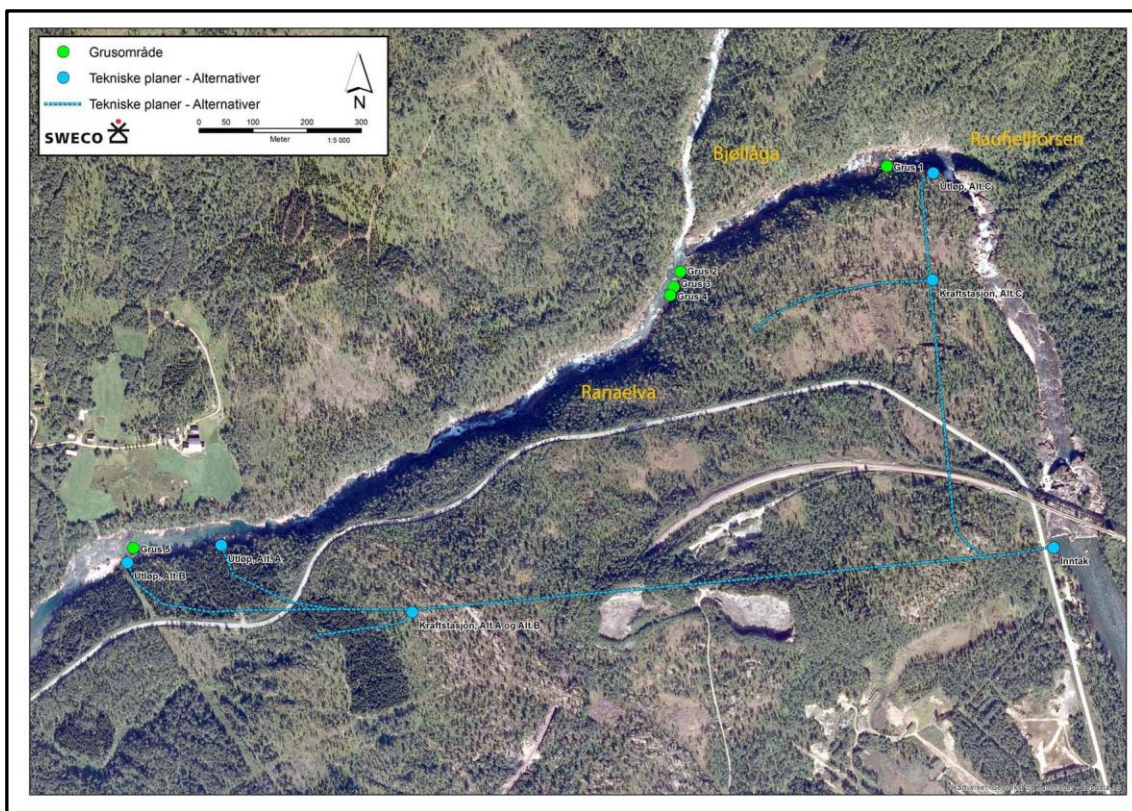 Grusområde
Tekniske planer - Alternativer
Tekniske planer - Alternativer
N
SWECO
0 50 100 200 300
Meter 1:5 000
Bjøllåga
Raufjellforsen
Grus 1
Utløp, Alt.C
Grus 2
Grus 3
Grus 4
Kraftstasjon, Alt.C
Ranaelva
Grus 5
Utløp, Alt. A
Utløp, Alt.B
Inntak
Kraftstasjon, Alt.A og Alt.B